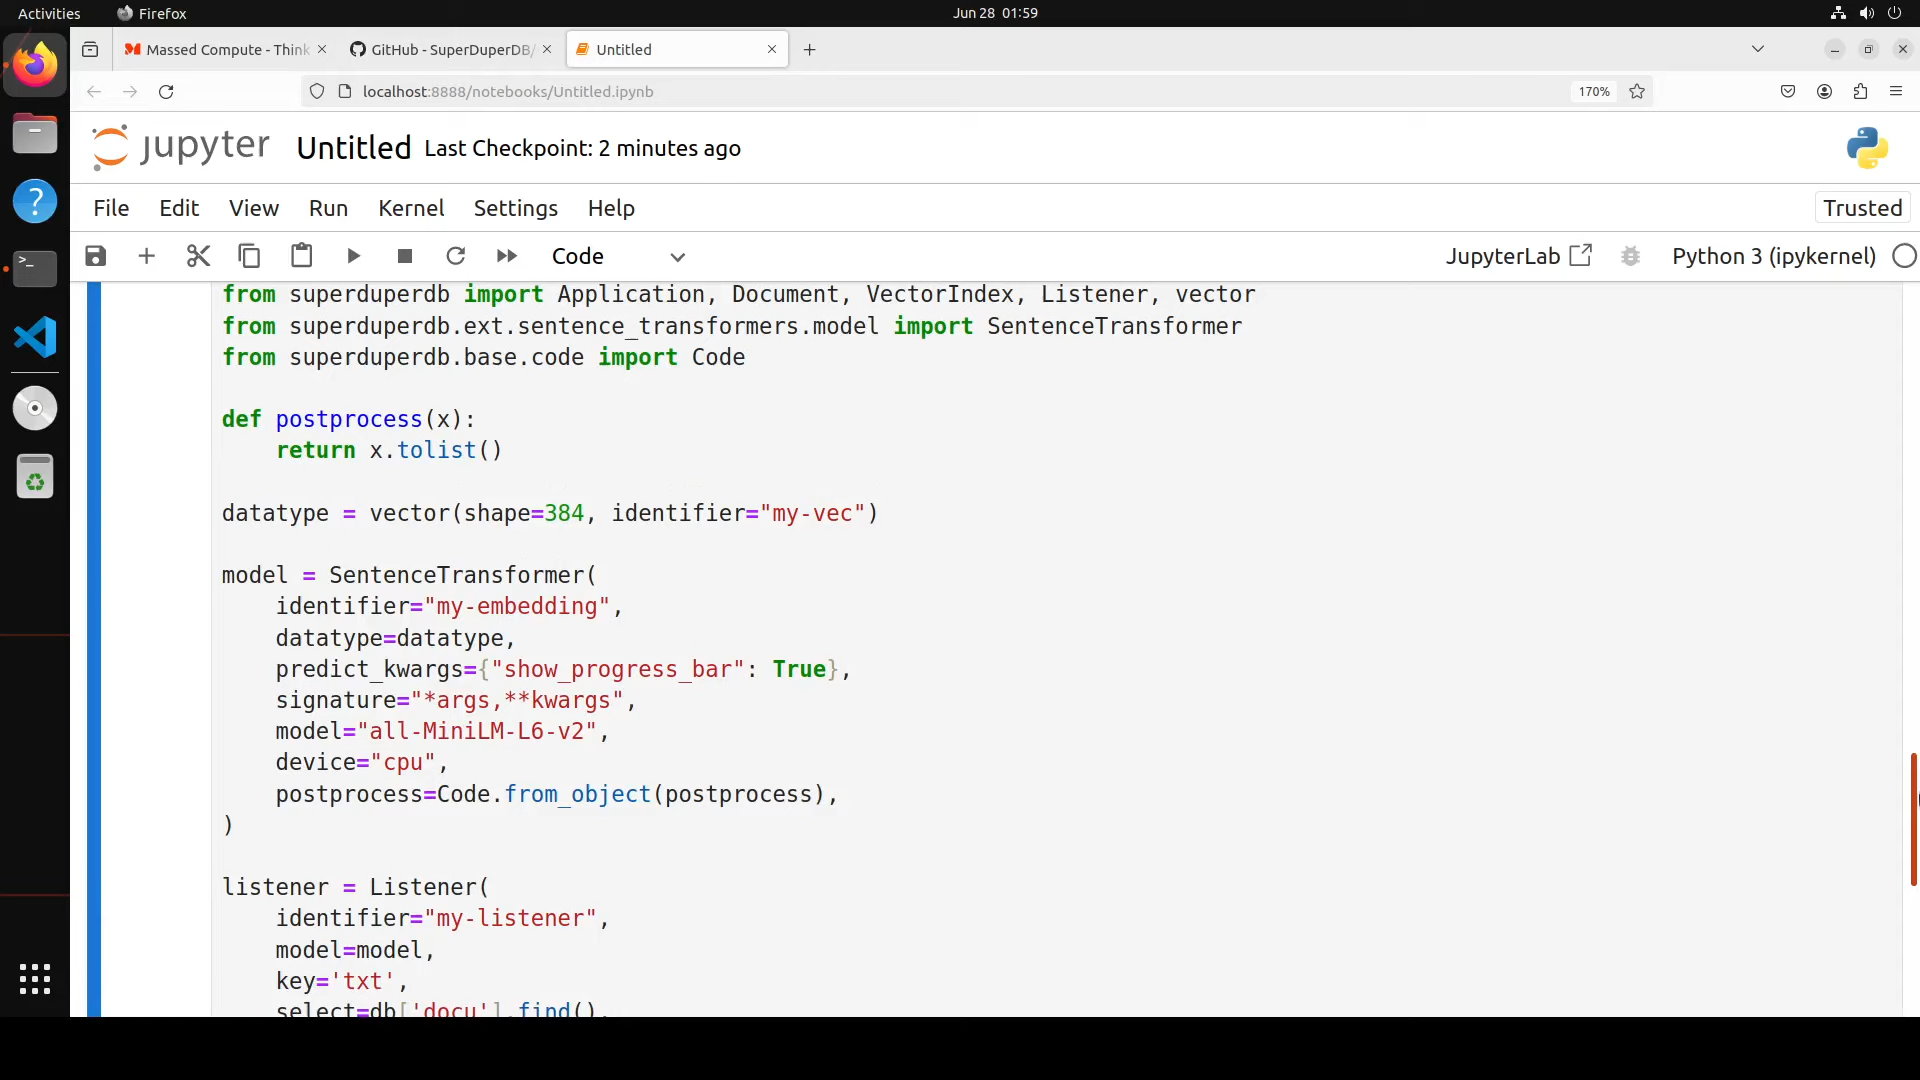 Activities Firefox Jun 28 01:59
Massed Compute - Think GitHub - SuperDuperDB/ Untitled
localhost:8888/notebooks/Untitled.ipynb 170%
jupyter Untitled Last Checkpoint: 2 minutes ago
File Edit View Run Kernel Settings Help Trusted
Code JupyterLab Python 3 (ipykernel)
from superduperdb import Application, Document, VectorIndex, Listener, vector
from superduperdb.ext.sentence_transformers.model import SentenceTransformer
from superduperdb.base.code import Code
def postprocess(x):
    return x.tolist()
datatype = vector(shape=384, identifier="my-vec")
model = SentenceTransformer(
    identifier="my-embedding",
    datatype=datatype,
    predict_kwargs={"show_progress_bar": True},
    signature="*args,**kwargs",
    model="all-MiniLM-L6-v2",
    device="cpu",
    postprocess=Code.from_object(postprocess),
)
listener = Listener(
    identifier="my-listener",
    model=model,
    key='txt',
    select=db['docu'].find(),